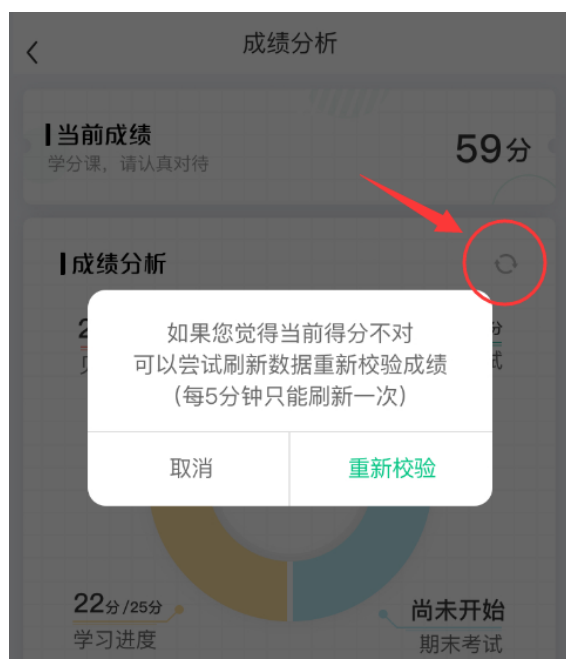 成绩分析
当前成绩
学分课，请认真对待
59分
成绩分析
2
分
试
如果您觉得当前得分不对
可以尝试刷新数据重新校验成绩
（每5分钟只能刷新一次）
取消
重新校验
22分/25分
学习进度
尚未开始
期末考试